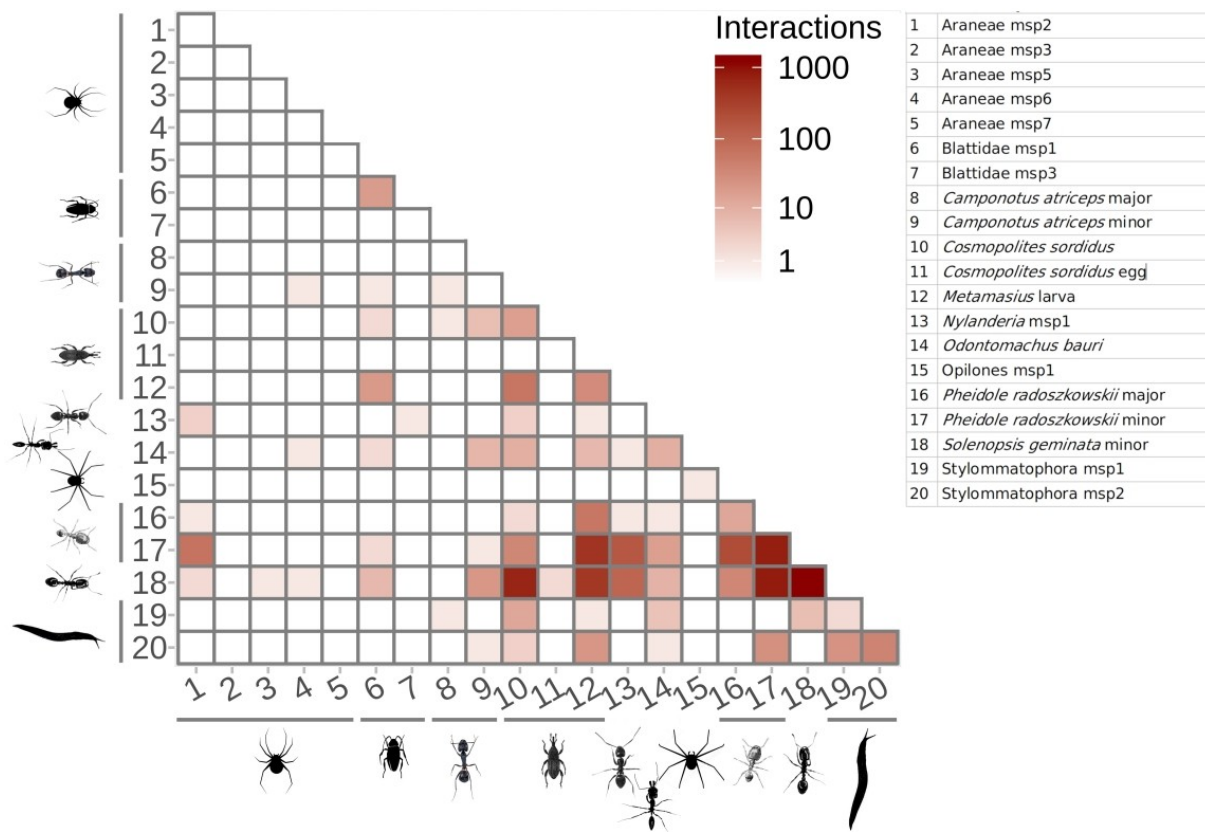 Interactions
1000
100
10
1
1
2
3
4
5
6
7
8
9
10
11
12
13
14
15
16
17
18
19
20
1 2 3 4 5 6 7 8 9 10 11 12 13 14 15 16 17 18 19 20
1 Araneae msp2
2 Araneae msp3
3 Araneae msp5
4 Araneae msp6
5 Araneae msp7
6 Blattidae msp1
7 Blattidae msp3
8 Camponotus atriceps major
9 Camponotus atriceps minor
10 Cosmopolites sordidus
11 Cosmopolites sordidus egg
12 Metamasius larva
13 Nylanderia msp1
14 Odontomachus bauri
15 Opilones msp1
16 Pheidole radoszkowskii major
17 Pheidole radoszkowskii minor
18 Solenopsis geminata minor
19 Stylommatophora msp1
20 Stylommatophora msp2